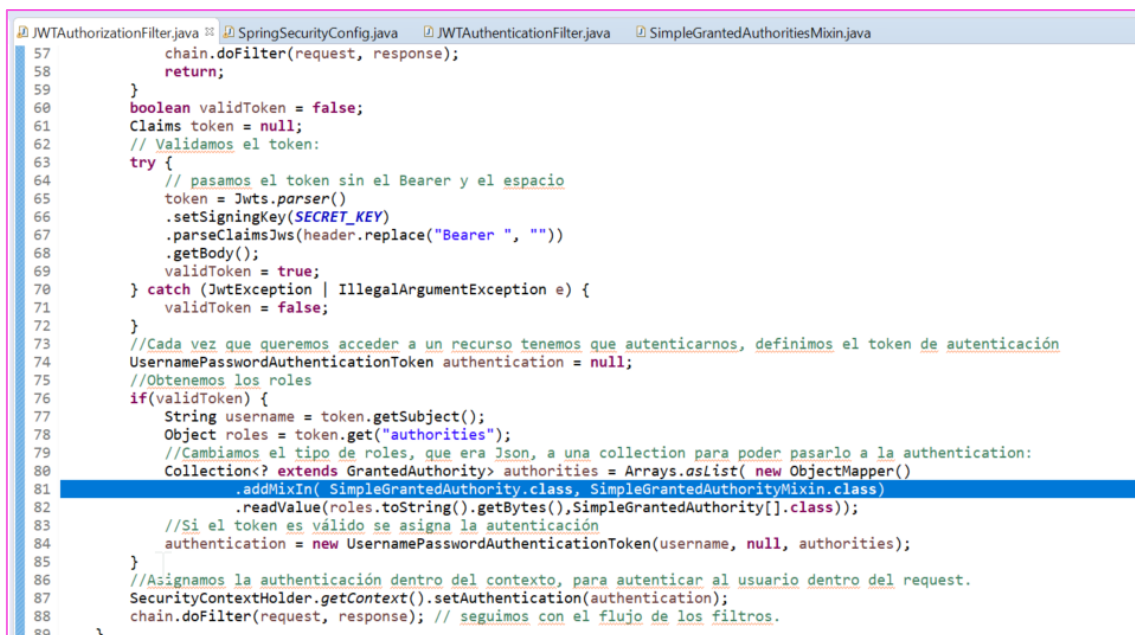 JWTAuthorizationFilter.java SpringSecurityConfig.java JWTAuthenticationFilter.java SimpleGrantedAuthoritiesMixin.java
57 chain.doFilter(request, response);
58 return;
59 }
60 boolean validToken = false;
61 Claims token = null;
62 // Validamos el token:
63 try {
64 // pasamos el token sin el Bearer y el espacio
65 token = Jwts.parser()
66 .setSigningKey(SECRET_KEY)
67 .parseClaimsJws(header.replace("Bearer ", ""))
68 .getBody();
69 validToken = true;
70 } catch (JwtException | IllegalArgumentException e) {
71 validToken = false;
72 }
73 //Cada vez que queremos acceder a un recurso tenemos que autenticarnos, definimos el token de autenticación
74 UsernamePasswordAuthenticationToken authentication = null;
75 //Obtenemos los roles
76 if(validToken) {
77 String username = token.getSubject();
78 Object roles = token.get("authorities");
79 //Cambiamos el tipo de roles, que era Json, a una collection para poder pasarlo a la authentication:
80 Collection<? extends GrantedAuthority> authorities = Arrays.asList( new ObjectMapper()
81 .addMixIn( SimpleGrantedAuthority.class, SimpleGrantedAuthorityMixin.class)
82 .readValue(roles.toString().getBytes(),SimpleGrantedAuthority[].class));
83 //Si el token es válido se asigna la autenticación
84 authentication = new UsernamePasswordAuthenticationToken(username, null, authorities);
85 }
86 //Asignamos la authenticación dentro del contexto, para autenticar al usuario dentro del request.
87 SecurityContextHolder.getContext().setAuthentication(authentication);
88 chain.doFilter(request, response); // seguimos con el flujo de los filtros.
89 }